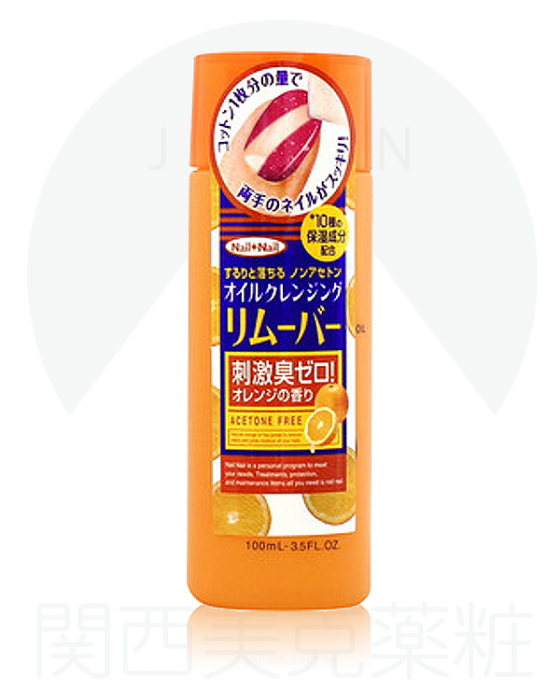 J N
コットン1枚分の量で
両手のネイルがスッキリ!
*10種の
保湿成分
配合
Nail Nail
するりと落ちる ノンアセトン
オイルクレンジング
リムーバー
OIL
刺激臭ゼロ!
オレンジの香り
ACETONE FREE
Nail Nail is a personal program to meet
your needs. Treatments, protection,
and maintenance items all you need is nail nail
100mL-3.5FL.OZ.
関西美克薬粧